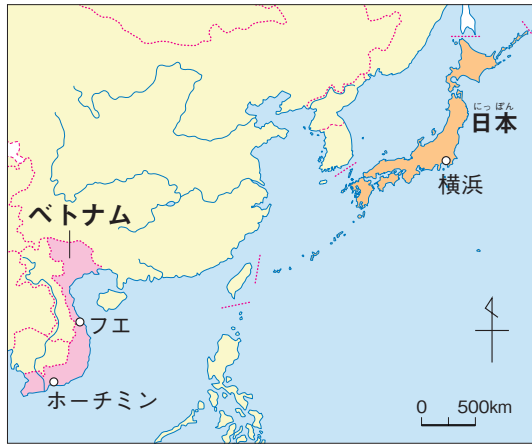 にっぽん
日本
横浜
ベトナム
フエ
ホーチミン
0 500km